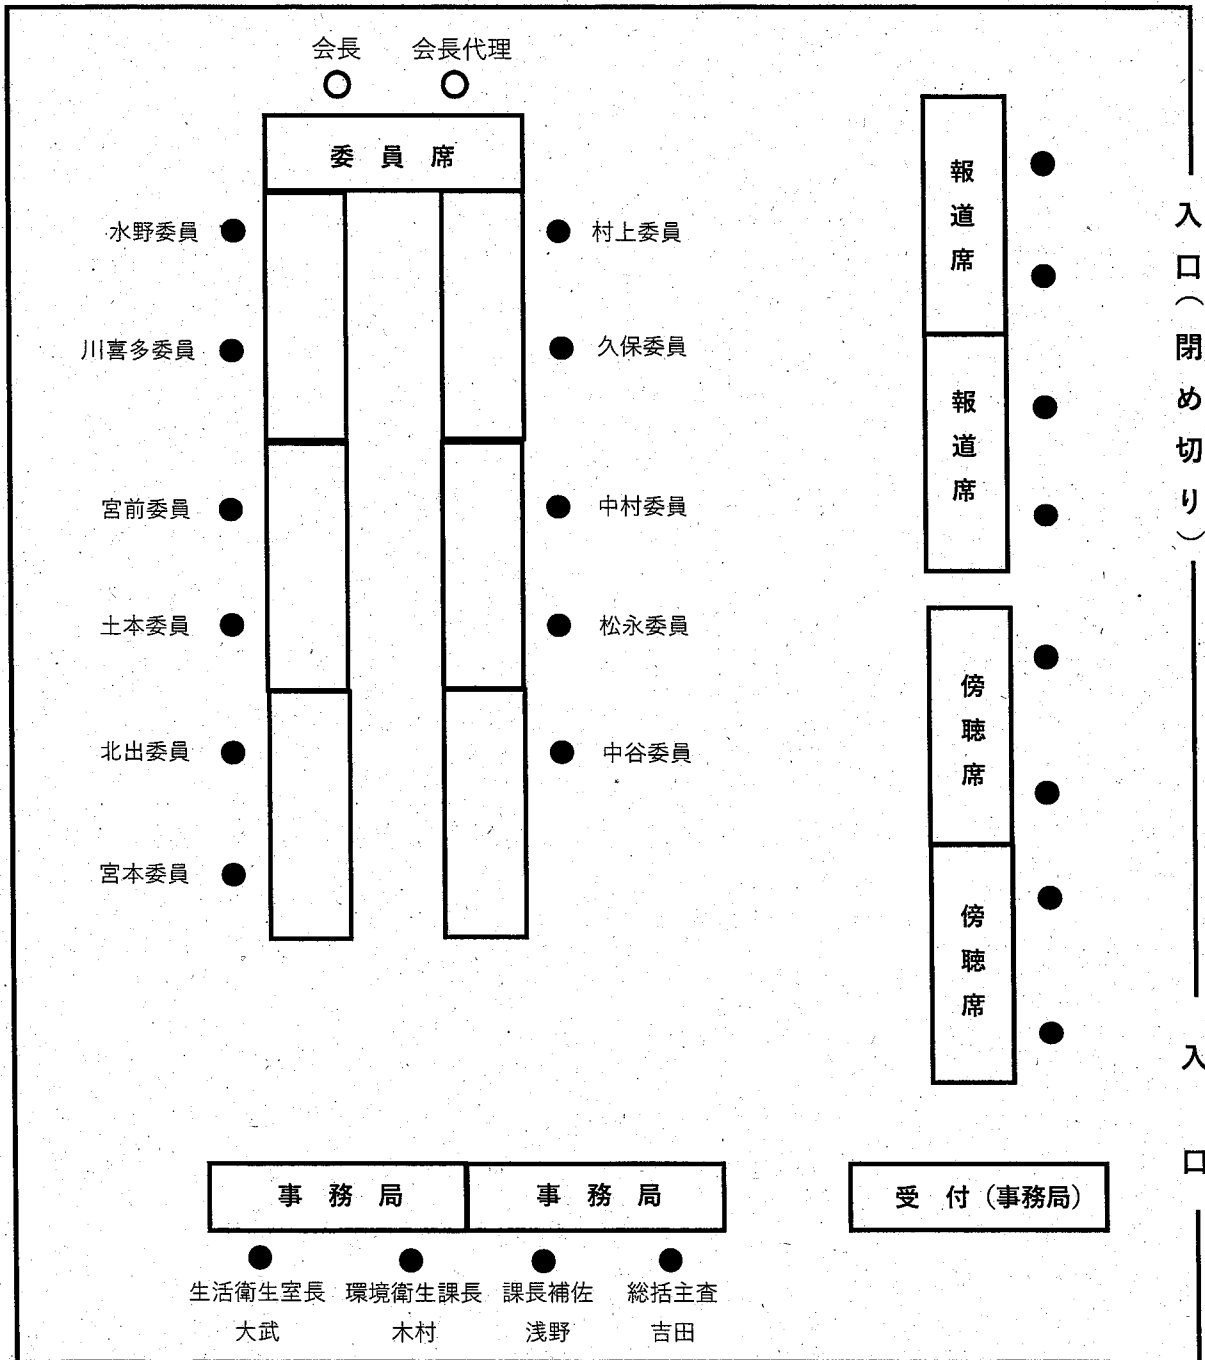 会長 会長代理
委員席
水野委員 村上委員
川喜多委員 久保委員
宮前委員 中村委員
土本委員 松永委員
北出委員 中谷委員
宮本委員
報道席
報道席
傍聴席
傍聴席
入口(閉め切り)
入口
事務局 事務局 受付(事務局)
生活衛生室長 環境衛生課長 課長補佐 総括主査
大武 木村 浅野 吉田